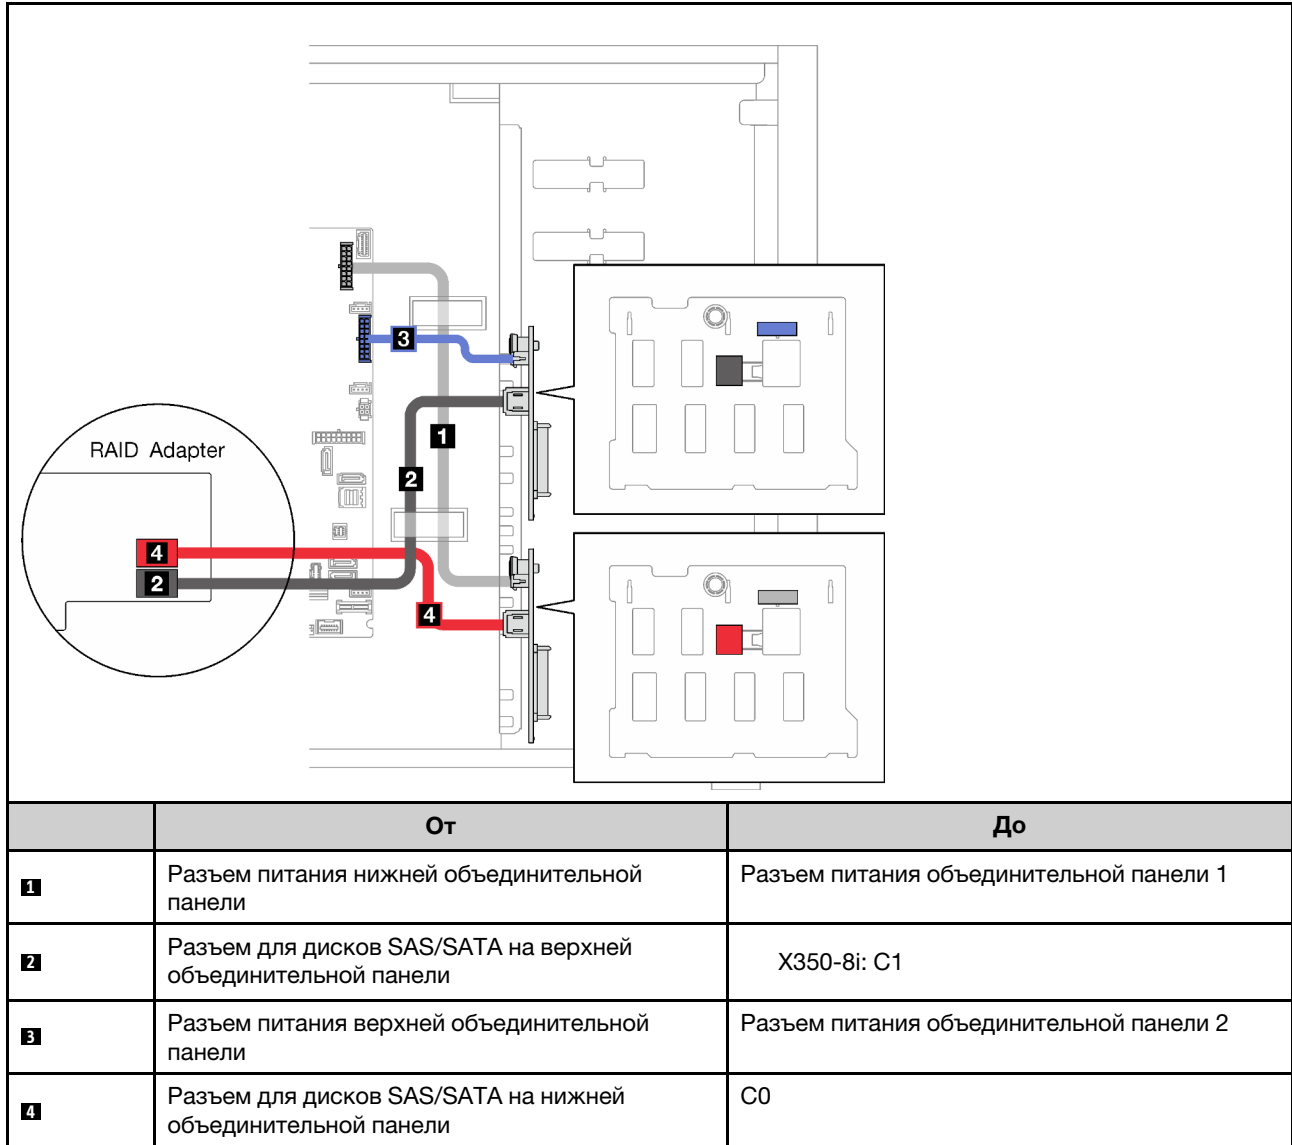 3
1
RAID Adapter
2
4
2
4
От
До
1
Разъем питания нижней объединительной
панели
Разъем питания объединительной панели 1
2
Разъем для дисков SAS/SATA на верхней
объединительной панели
X350-8i: C1
3
Разъем питания верхней объединительной
панели
Разъем питания объединительной панели 2
4
Разъем для дисков SAS/SATA на нижней
объединительной панели
C0